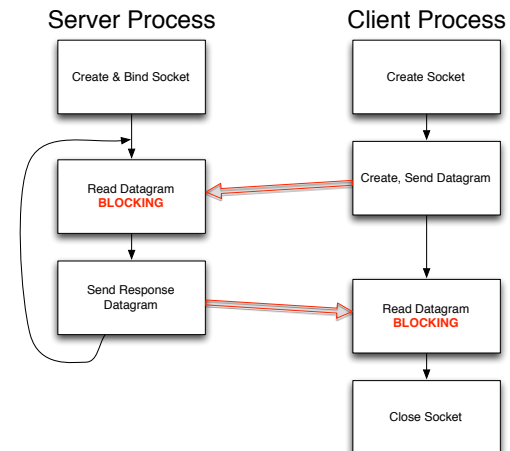 Server Process
Client Process
Create & Bind Socket
Create Socket
Read Datagram
BLOCKING
Create, Send Datagram
Send Response
Datagram
Read Datagram
BLOCKING
Close Socket